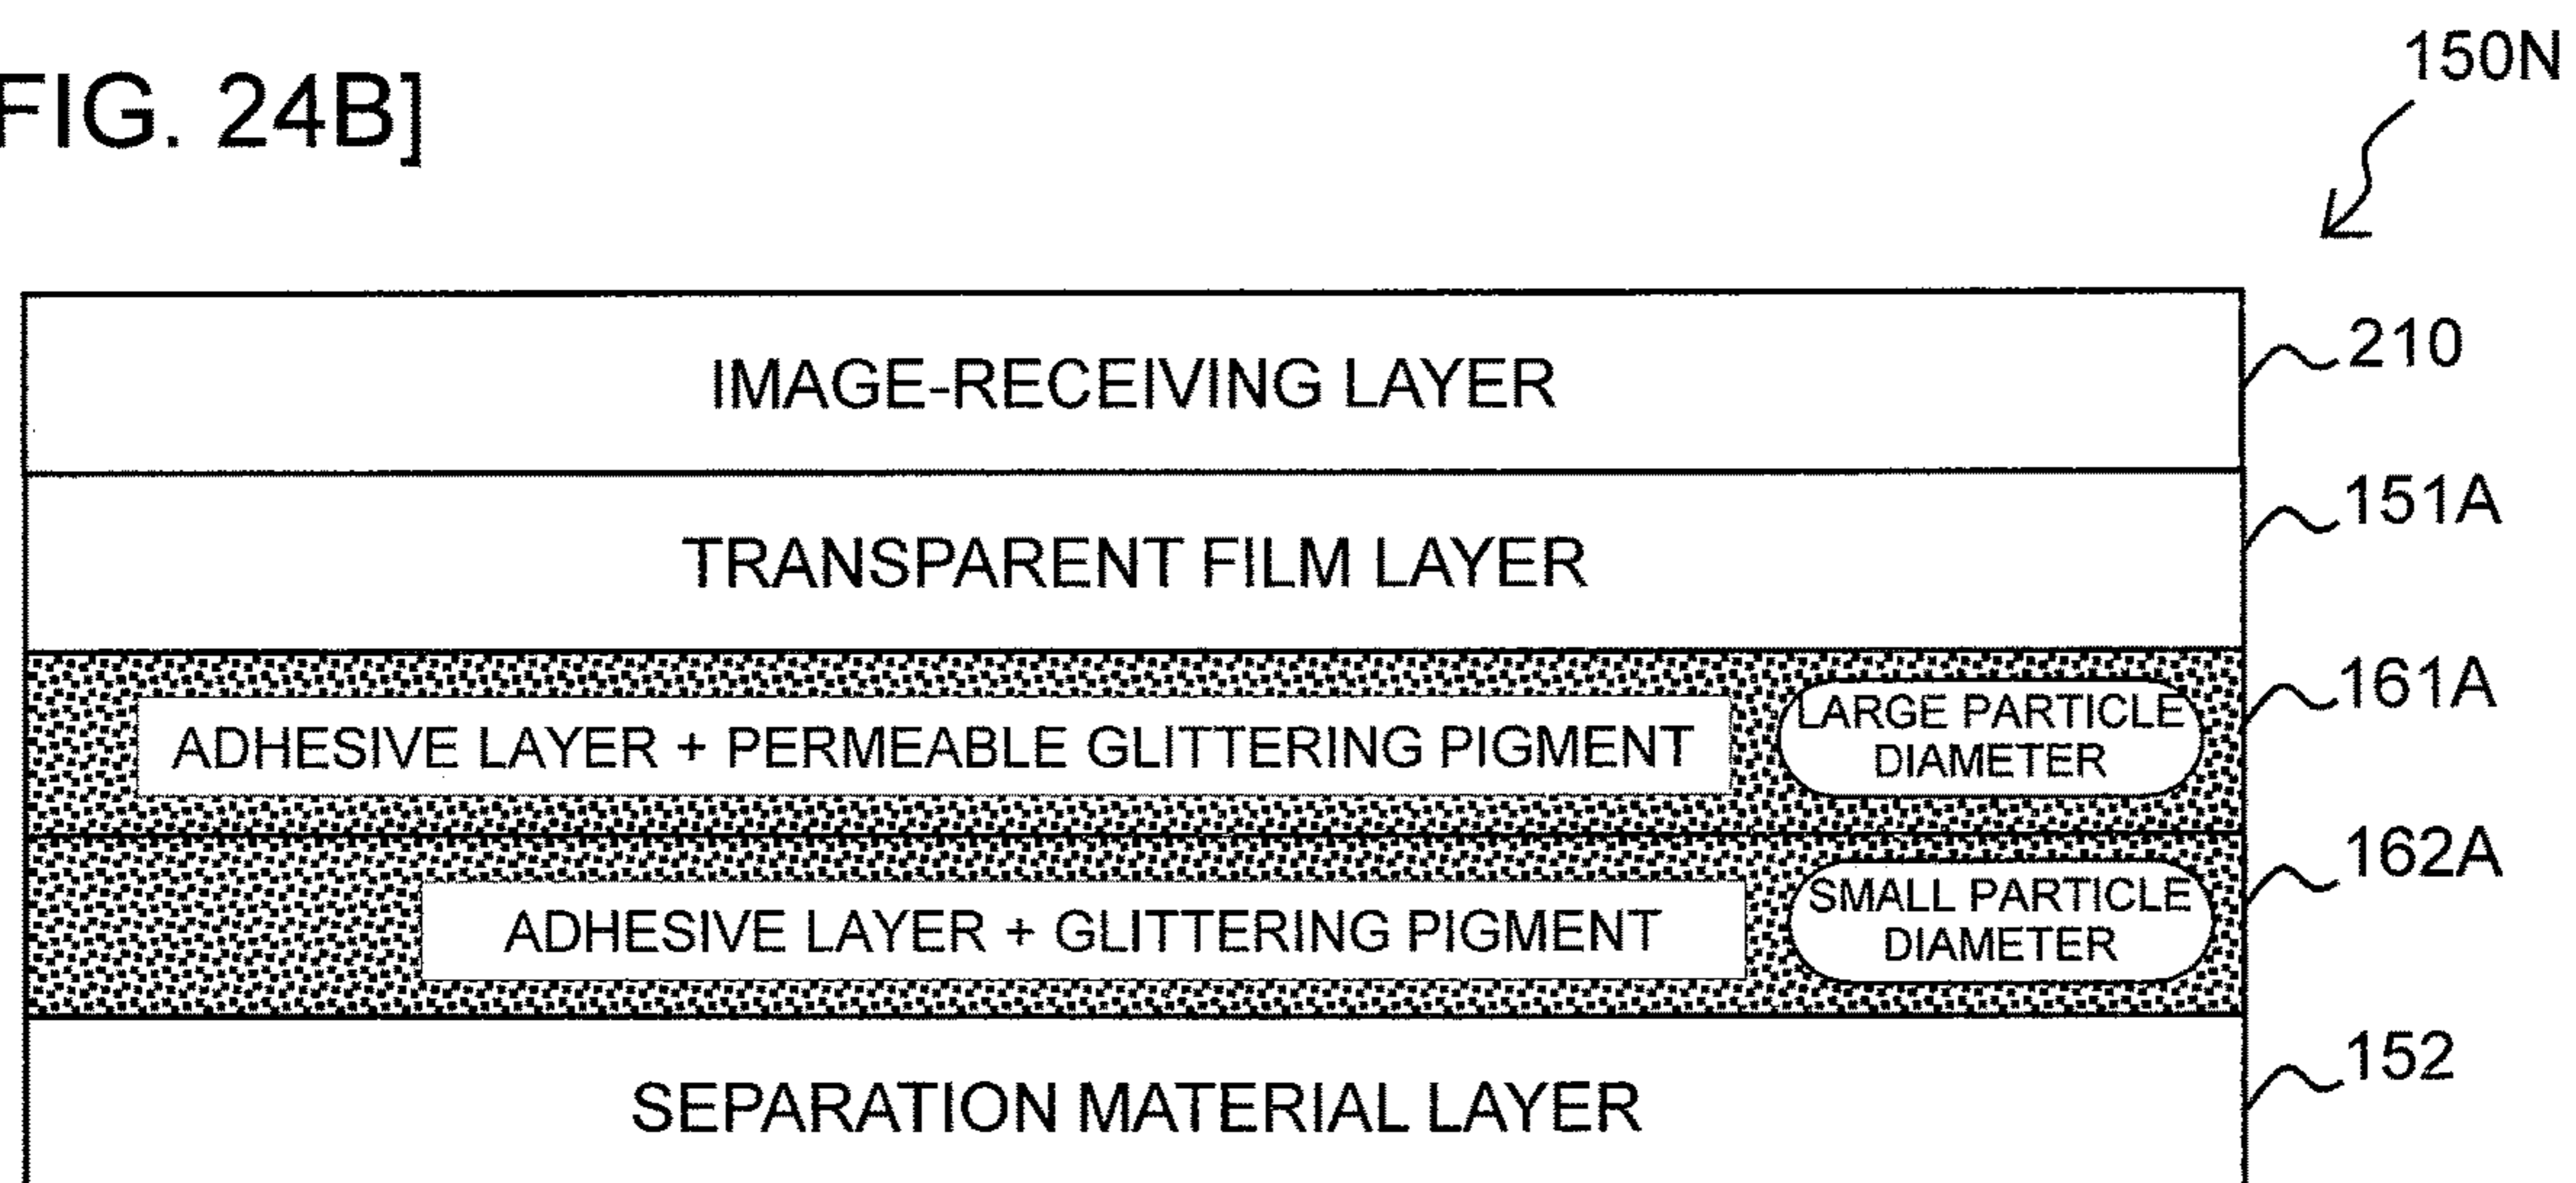 FIG. 24B]
150N
IMAGE-RECEIVING LAYER
210
TRANSPARENT FILM LAYER
151A
ADHESIVE LAYER + PERMEABLE GLITTERING PIGMENT
LARGE PARTICLE
DIAMETER
161A
ADHESIVE LAYER + GLITTERING PIGMENT
SMALL PARTICLE
DIAMETER
162A
SEPARATION MATERIAL LAYER
152